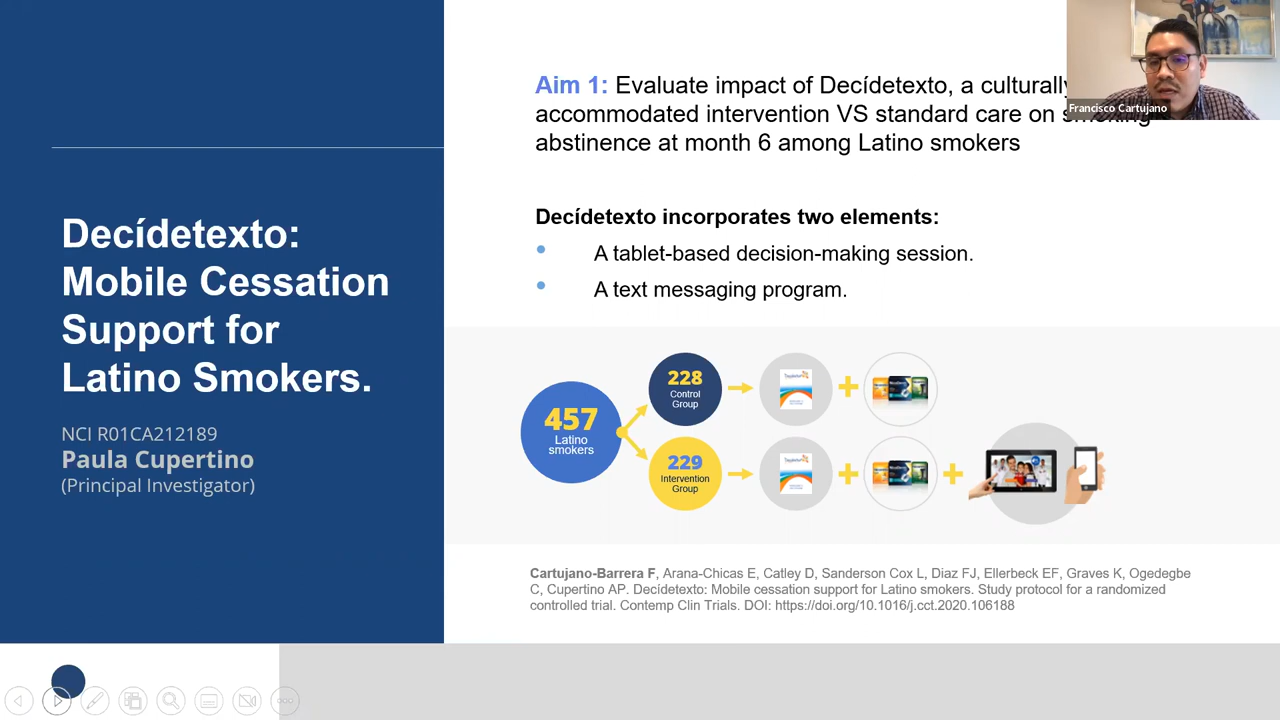 Decídetexto:
Mobile Cessation
Support for
Latino Smokers.
NCI R01CA212189
Paula Cupertino
(Principal Investigator)
Aim 1: Evaluate impact of Decídetexto, a culturally
accommodated intervention VS standard care on smoking
abstinence at month 6 among Latino smokers
Decídetexto incorporates two elements:
• A tablet-based decision-making session.
• A text messaging program.
457
Latino
smokers
228
Control
Group
+
229
Intervention
Group
+
+
Cartujano-Barrera F, Arana-Chicas E, Catley D, Sanderson Cox L, Diaz FJ, Ellerbeck EF, Graves K, Ogedegbe
C, Cupertino AP. Decídetexto: Mobile cessation support for Latino smokers. Study protocol for a randomized
controlled trial. Contemp Clin Trials. DOI: https://doi.org/10.1016/j.cct.2020.106188
Francisco Cartujano